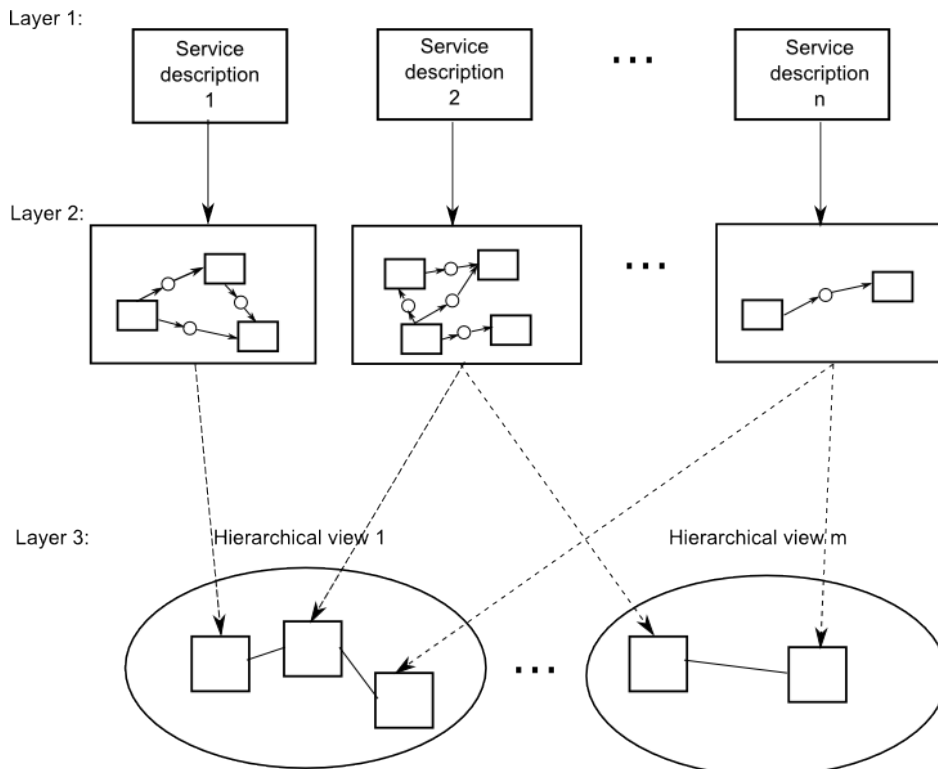 Layer 1:
Service
description
1
Service
description
2
...
Service
description
n
Layer 2:
...
Layer 3:
Hierarchical view 1
Hierarchical view m
...